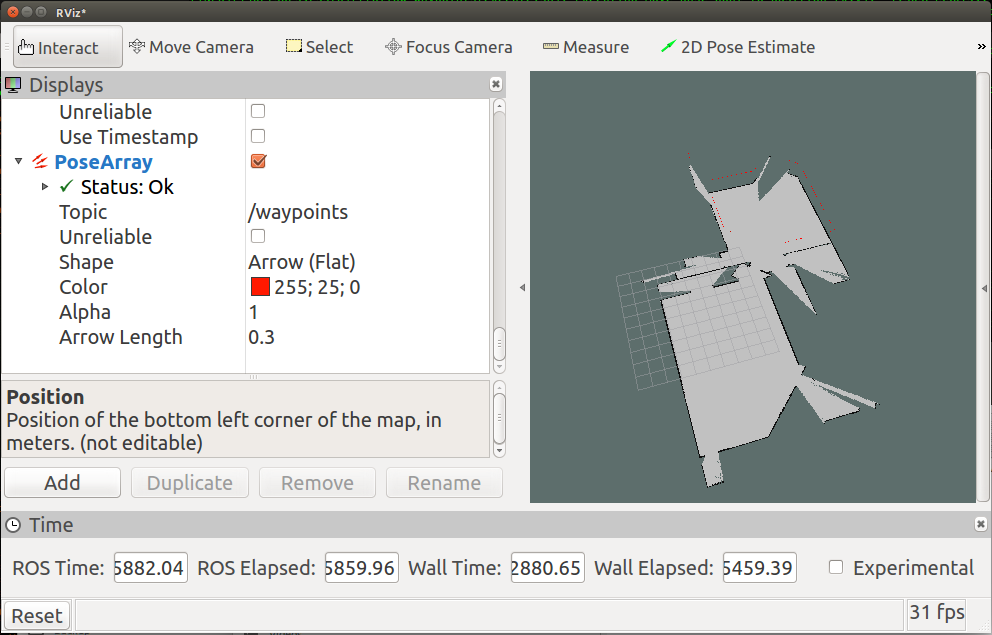 RViz*
Interact Move Camera Select Focus Camera Measure 2D Pose Estimate »
Displays
Unreliable
Use Timestamp
PoseArray
Status: Ok
Topic /waypoints
Unreliable
Shape Arrow (Flat)
Color 255; 25; 0
Alpha 1
Arrow Length 0.3
Position
Position of the bottom left corner of the map, in
meters. (not editable)
Add Duplicate Remove Rename
Time
ROS Time: 5882.04 ROS Elapsed: 5859.96 Wall Time: 2880.65 Wall Elapsed: 5459.39 Experimental
Reset 31 fps